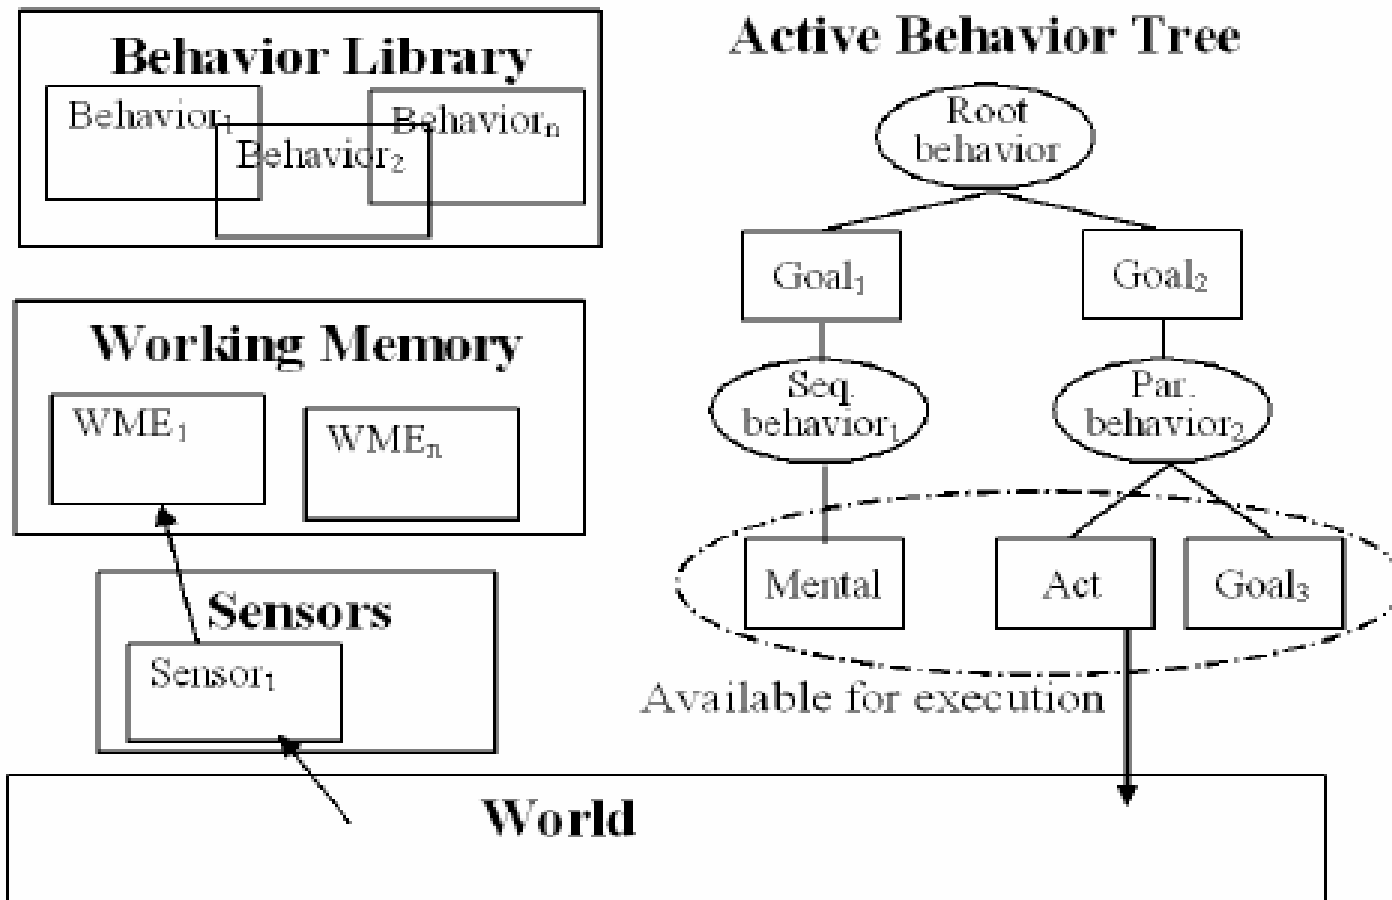 Behavior Library
Behavior₁
Behavior₂
Behaviorₙ
Working Memory
WME₁
WMEₙ
Sensors
Sensor₁
Active Behavior Tree
Root
behavior
Goal₁
Goal₂
Seq.
behavior₁
Par.
behavior₂
Mental
Act
Goal₃
Available for execution
World